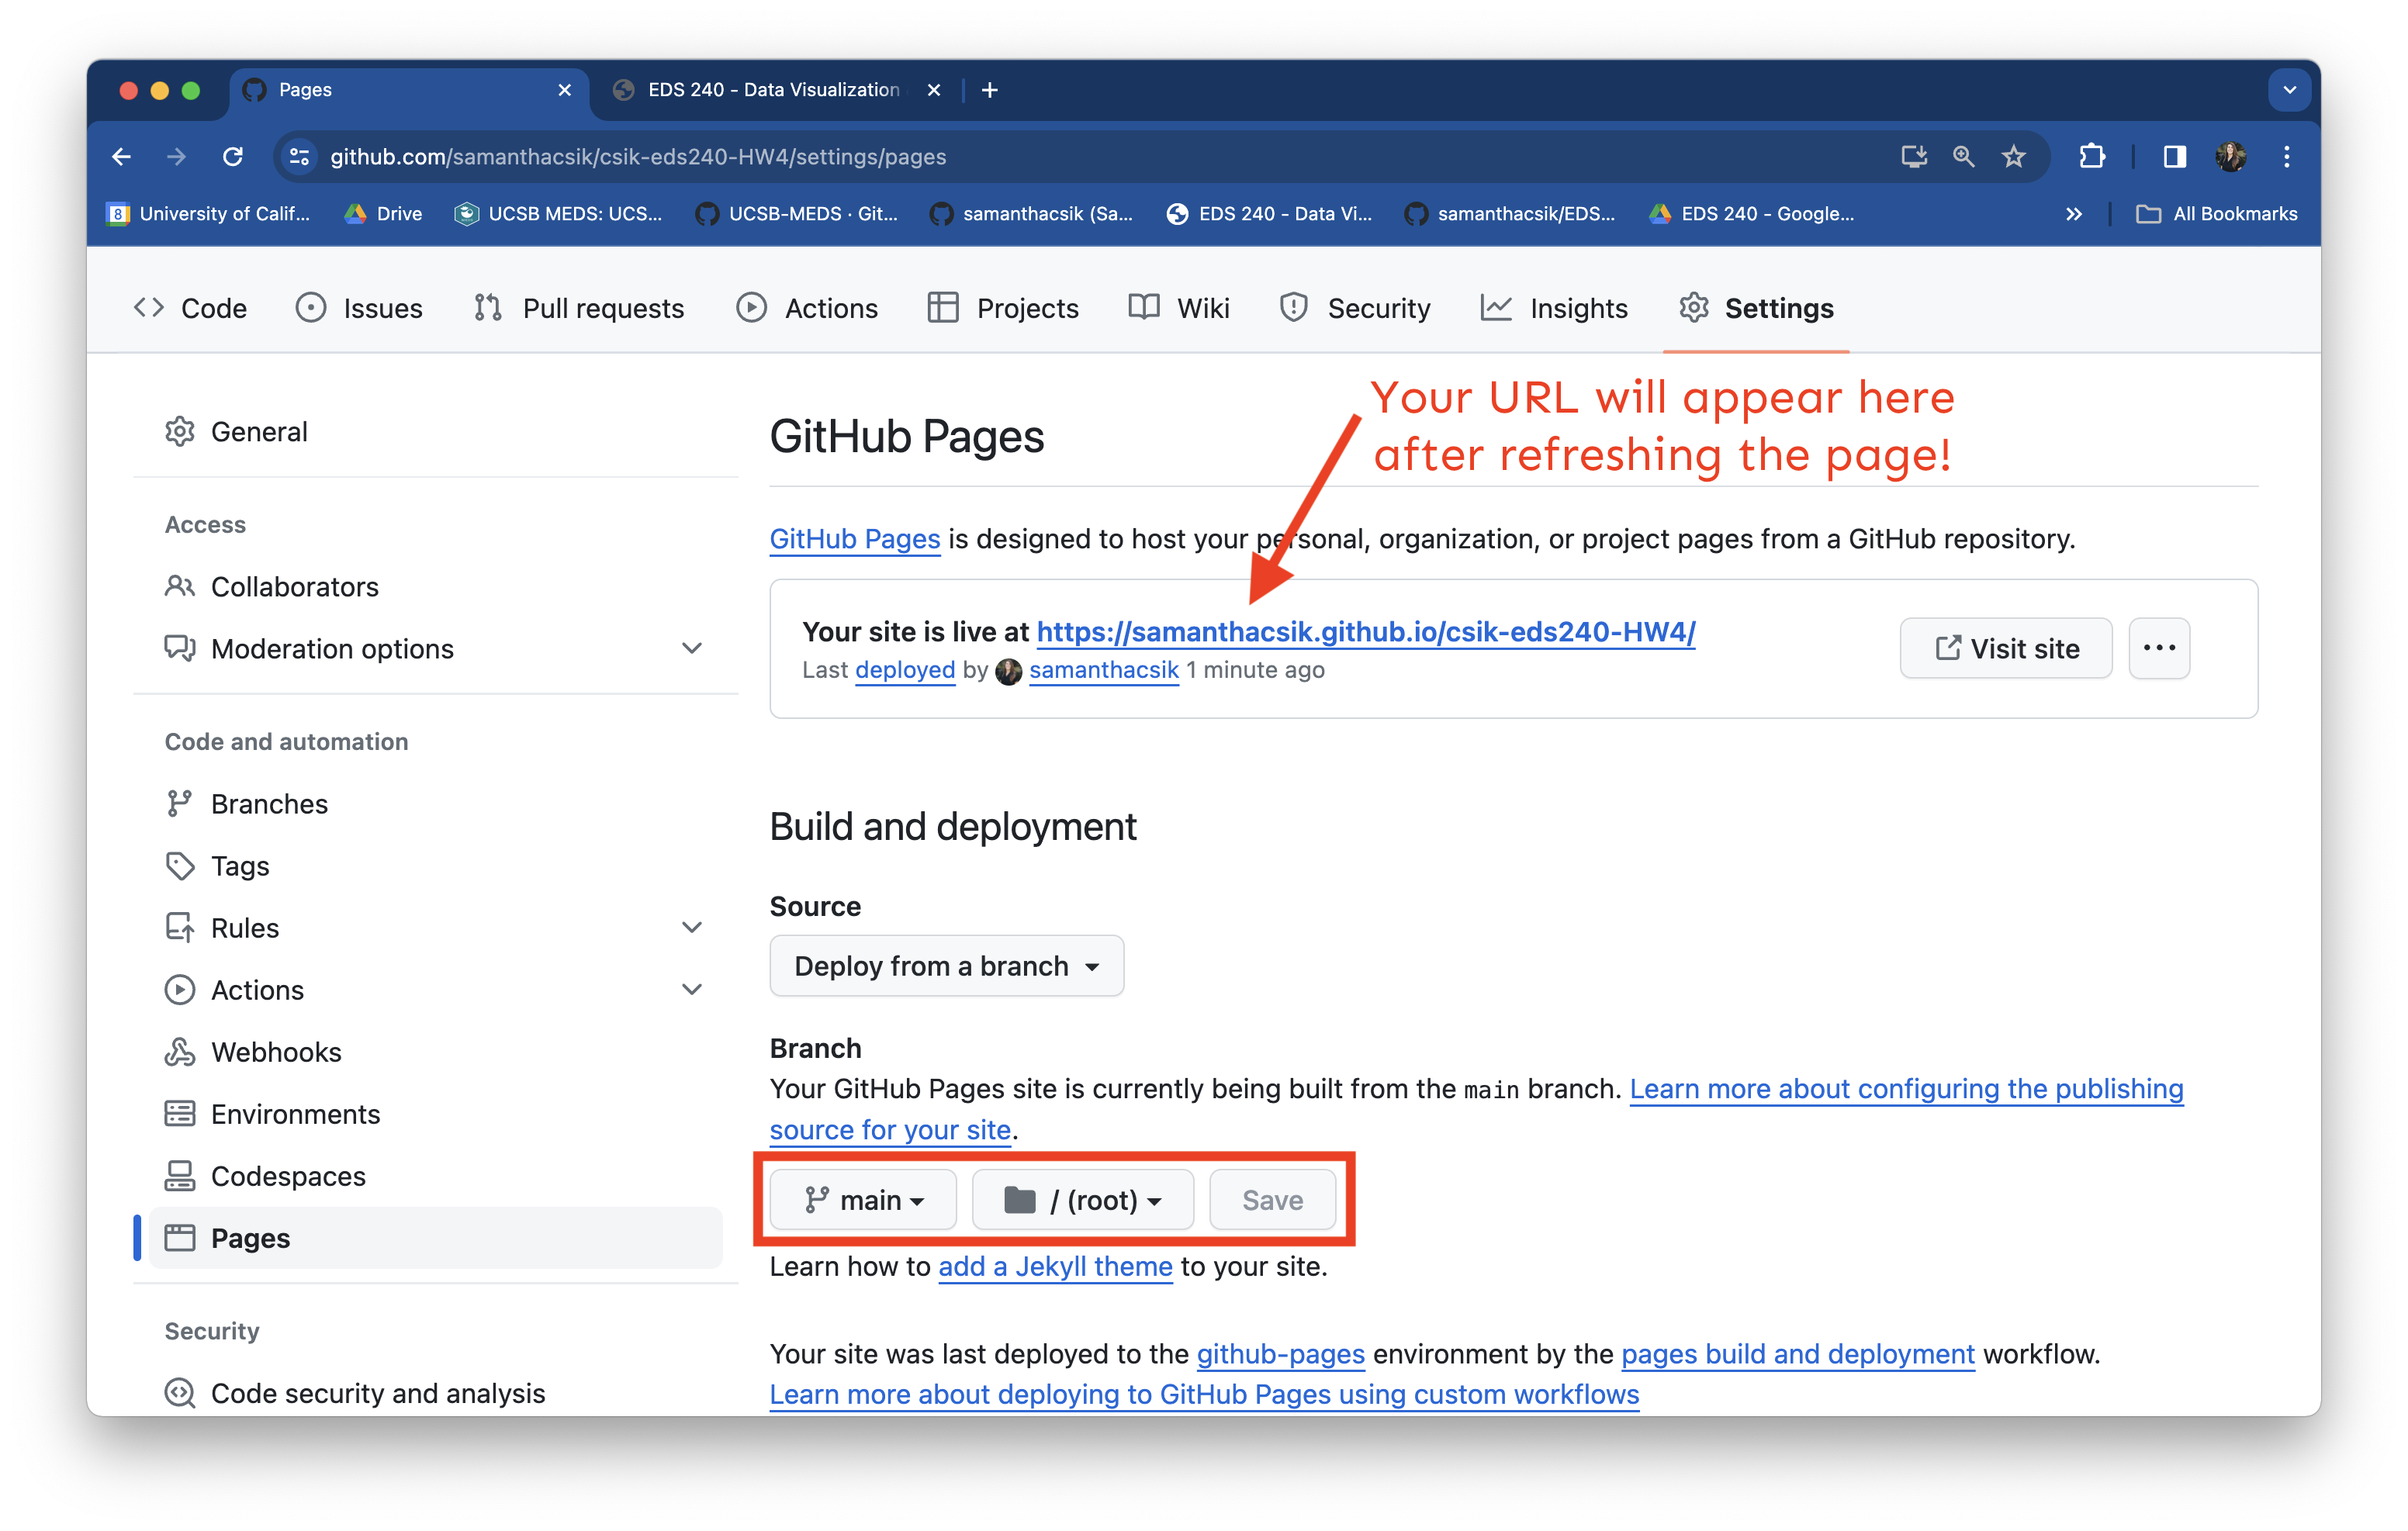 Pages
EDS 240 - Data Visualization
github.com/samanthacsik/csik-eds240-HW4/settings/pages
8 University of Calif...
Drive
UCSB MEDS: UCS...
UCSB-MEDS · Git...
samanthacsik (Sa...
EDS 240 - Data Vi...
samanthacsik/EDS...
EDS 240 - Google...
All Bookmarks
Code
Issues
Pull requests
Actions
Projects
Wiki
Security
Insights
Settings
General
Access
Collaborators
Moderation options
Code and automation
Branches
Tags
Rules
Actions
Webhooks
Environments
Codespaces
Pages
Security
Code security and analysis
GitHub Pages
Your URL will appear here
after refreshing the page!
GitHub Pages is designed to host your personal, organization, or project pages from a GitHub repository.
Your site is live at https://samanthacsik.github.io/csik-eds240-HW4/
Last deployed by samanthacsik 1 minute ago
Visit site
Build and deployment
Source
Deploy from a branch
Branch
Your GitHub Pages site is currently being built from the main branch. Learn more about configuring the publishing
source for your site.
main
/ (root)
Save
Learn how to add a Jekyll theme to your site.
Your site was last deployed to the github-pages environment by the pages build and deployment workflow.
Learn more about deploying to GitHub Pages using custom workflows